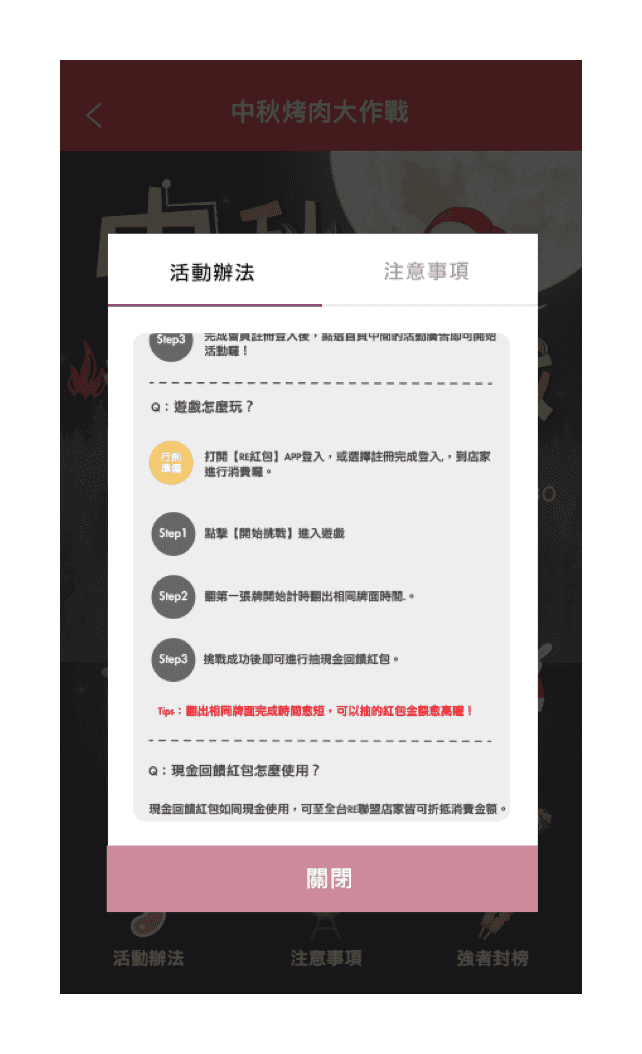 中秋烤肉大作戰
活動辦法
注意事項
Step3
完成會員註冊登入後，點選首頁中間的活動廣告即可開始
活動囉！
Q：遊戲怎麼玩？
行前
準備
打開【RE紅包】APP登入，或選擇註冊完成登入,，到店家
進行消費囉。
Step1
點擊【開始挑戰】進入遊戲
Step2
翻第一張牌開始計時翻出相同牌面時間.。
Step3
挑戰成功後即可進行抽現金回饋紅包。
Tips：翻出相同牌面完成時間愈短，可以抽的紅包金額愈高喔！
Q：現金回饋紅包怎麼使用？
現金回饋紅包如同現金使用，可至全台RE聯盟店家皆可折抵消費金額。
關閉
活動辦法
注意事項
強者封榜